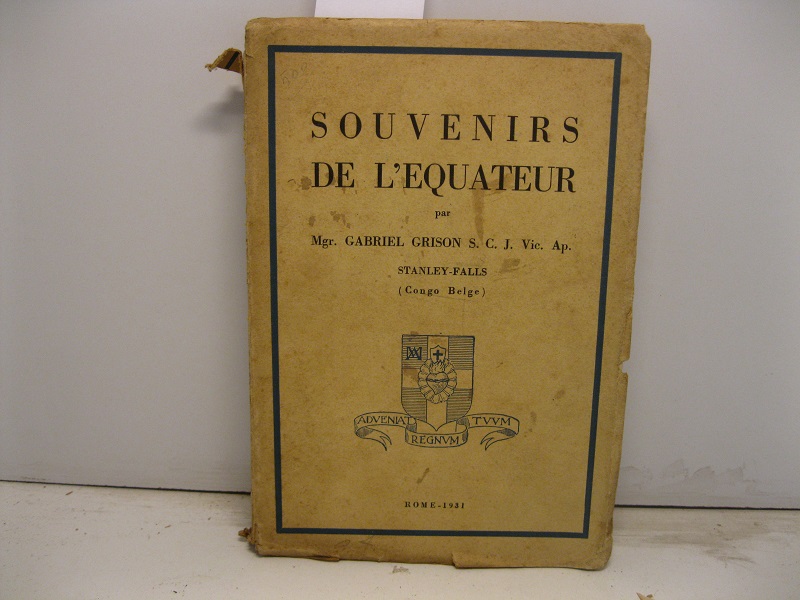 SOUVENIRS
DE L'EQUATEUR
par
Mgr. GABRIEL GRISON S. C. J. Vic. Ap.
STANLEY-FALLS
(Congo Belge)
ADVENIAT REGNVM TVVM
ROME-1931